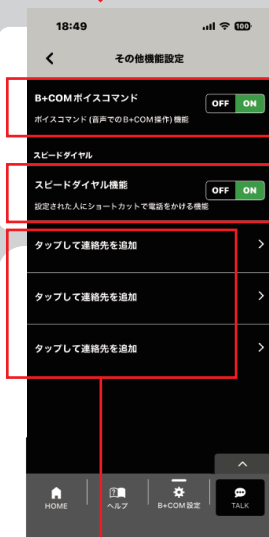 18:49
100
その他機能設定
B+COMボイスコマンド
OFF ON
ボイスコマンド(音声でのB+COM操作)機能
スピードダイヤル
スピードダイヤル機能
OFF ON
設定された人にショートカットで電話をかける機能
タップして連絡先を追加
タップして連絡先を追加
タップして連絡先を追加
HOME ヘルプ B+COM設定 TALK